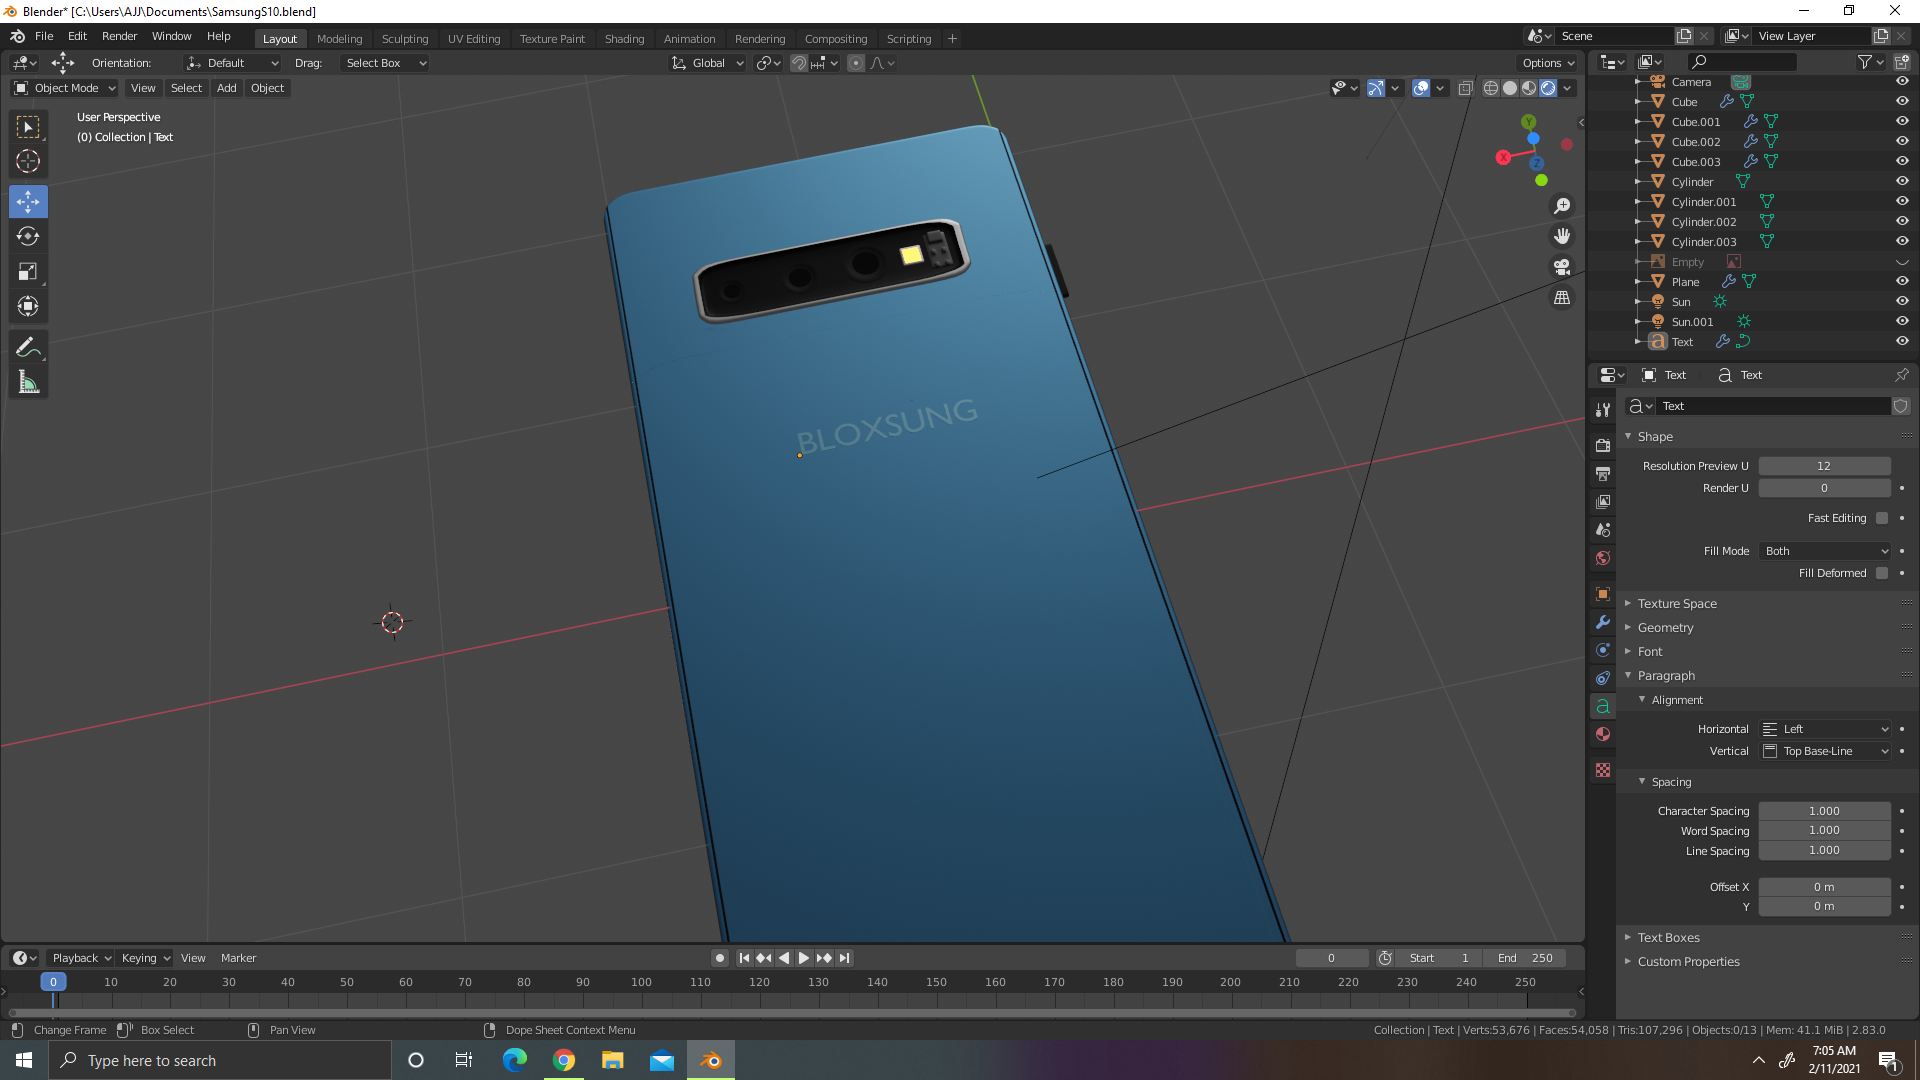 Blender* [C:\Users\AJJ\Documents\SamsungS10.blend]
File Edit Render Window Help Layout Modeling Sculpting UV Editing Texture Paint Shading Animation Rendering Compositing Scripting + Scene View Layer
Orientation: Default Drag: Select Box Global Options
Object Mode View Select Add Object
User Perspective
(0) Collection | Text
Y
X
Z
BLOXSUNG
Camera
Cube
Cube.001
Cube.002
Cube.003
Cylinder
Cylinder.001
Cylinder.002
Cylinder.003
Empty
Plane
Sun
Sun.001
Text
Text Text
Text
Shape
Resolution Preview U 12
Render U 0
Fast Editing
Fill Mode Both
Fill Deformed
Texture Space
Geometry
Font
Paragraph
Alignment
Horizontal Left
Vertical Top Base-Line
Spacing
Character Spacing 1.000
Word Spacing 1.000
Line Spacing 1.000
Offset X 0 m
Y 0 m
Text Boxes
Custom Properties
Playback Keying View Marker 0 Start 1 End 250
0 10 20 30 40 50 60 70 80 90 100 110 120 130 140 150 160 170 180 190 200 210 220 230 240 250
Change Frame Box Select Pan View Dope Sheet Context Menu Collection | Text | Verts:53,676 | Faces:54,058 | Tris:107,296 | Objects:0/13 | Mem: 41.1 MiB | 2.83.0
Type here to search
7:05 AM
2/11/2021
1